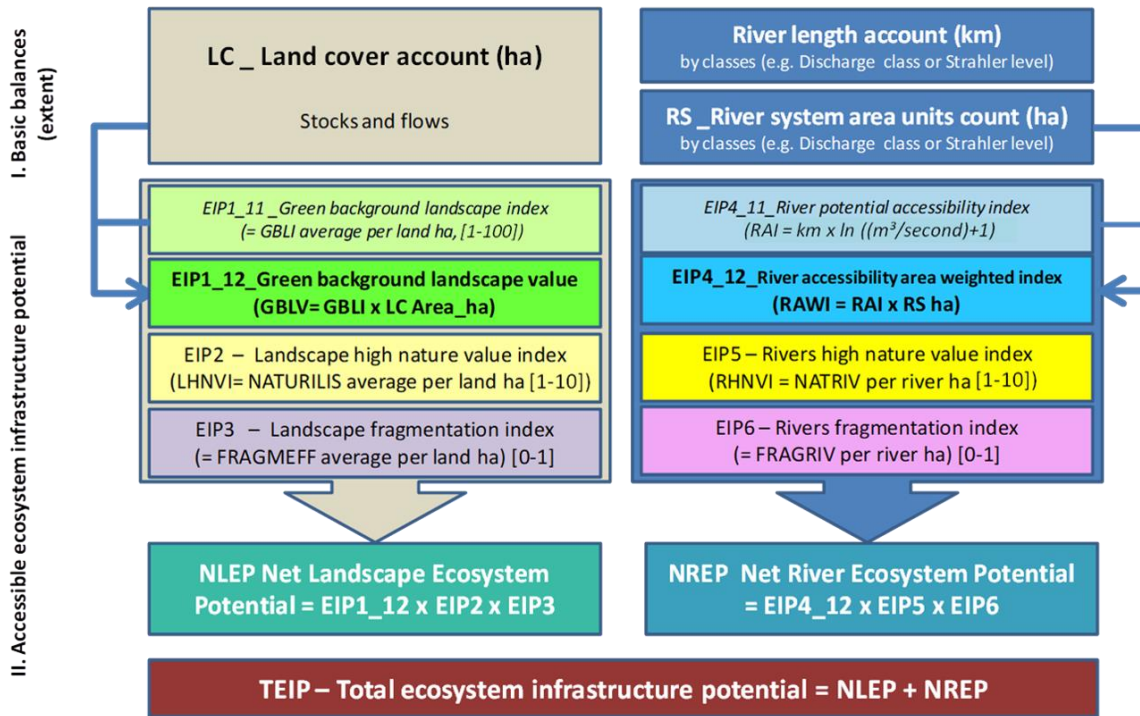 I. Basic balances
(extent)
LC _ Land cover account (ha)
Stocks and flows
River length account (km)
by classes (e.g. Discharge class or Strahler level)
RS _River system area units count (ha)
by classes (e.g. Discharge class or Strahler level)
II. Accessible ecosystem infrastructure potential
EIP1_11 _Green background landscape index
(= GBLI average per land ha, [1-100])
EIP1_12_Green background landscape value
(GBLV= GBLI x LC Area_ha)
EIP2 – Landscape high nature value index
(LHNVI= NATURILIS average per land ha [1-10])
EIP3 – Landscape fragmentation index
(= FRAGMEFF average per land ha) [0-1]
EIP4_11_River potential accessibility index
(RAI = km x ln ((m³/second)+1)
EIP4_12_River accessibility area weighted index
(RAWI = RAI x RS ha)
EIP5 – Rivers high nature value index
(RHNVI = NATRIV per river ha [1-10])
EIP6 – Rivers fragmentation index
(= FRAGRIV per river ha) [0-1]
NLEP Net Landscape Ecosystem
Potential = EIP1_12 x EIP2 x EIP3
NREP Net River Ecosystem Potential
= EIP4_12 x EIP5 x EIP6
TEIP – Total ecosystem infrastructure potential = NLEP + NREP